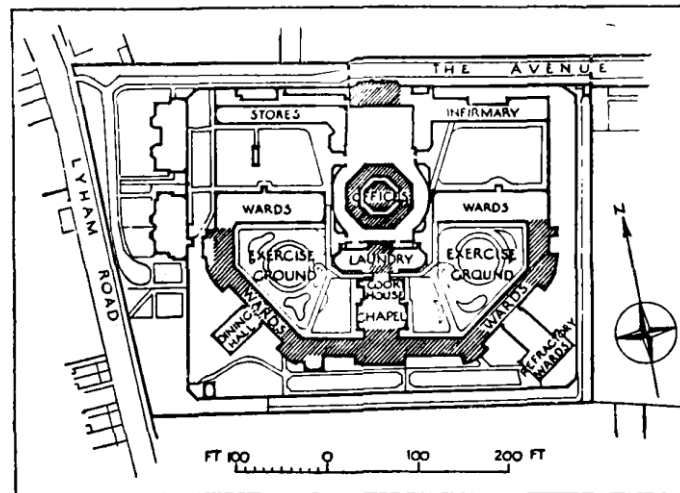 THE AVENUE
STORES
INFIRMARY
OFFICES
LYHAM
ROAD
WARDS
WARDS
EXERCISE
GROUND
LAUNDRY
EXERCISE
GROUND
COOK
HOUSE
CHAPEL
WARDS
WARDS
DINING
HALL
REFRACTORY
WARDS
N
FT 100 0 100 200 FT